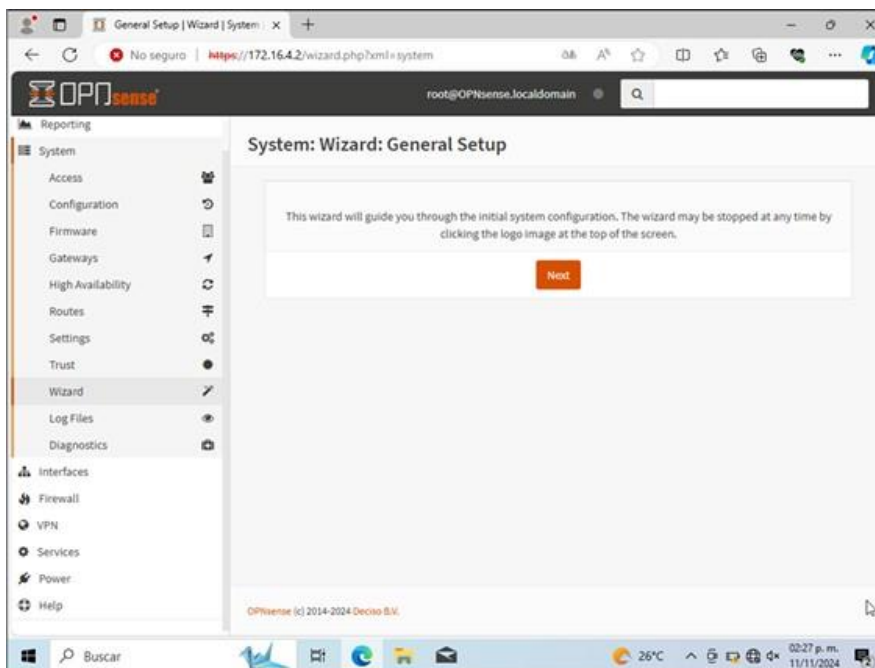 General Setup | Wizard | System
No seguro | https://172.16.4.2/wizard.php?xml=system
OPNsense
root@OPNsense.localdomain
Reporting
System
Access
Configuration
Firmware
Gateways
High Availability
Routes
Settings
Trust
Wizard
Log Files
Diagnostics
Interfaces
Firewall
VPN
Services
Power
Help
System: Wizard: General Setup
This wizard will guide you through the initial system configuration. The wizard may be stopped at any time by
clicking the logo image at the top of the screen.
Next
OPNsense (c) 2014-2024 Deciso B.V.
Buscar
26°C
02:27 p. m.
11/11/2024